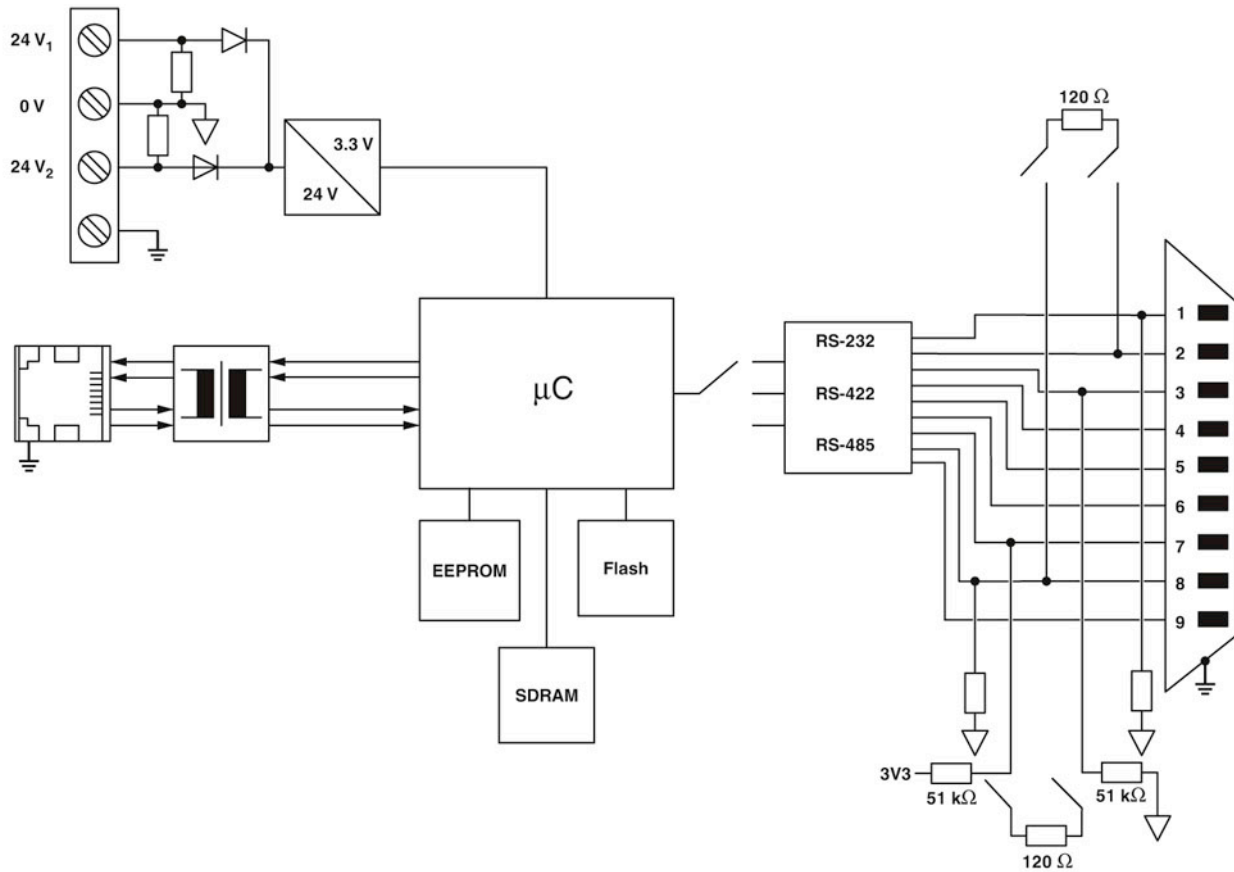 24 V1
0 V
24 V2
3.3 V
24 V
120 Ω
µC
RS-232
RS-422
RS-485
1
2
3
4
5
6
7
8
9
EEPROM
Flash
SDRAM
3V3
51 kΩ
51 kΩ
120 Ω